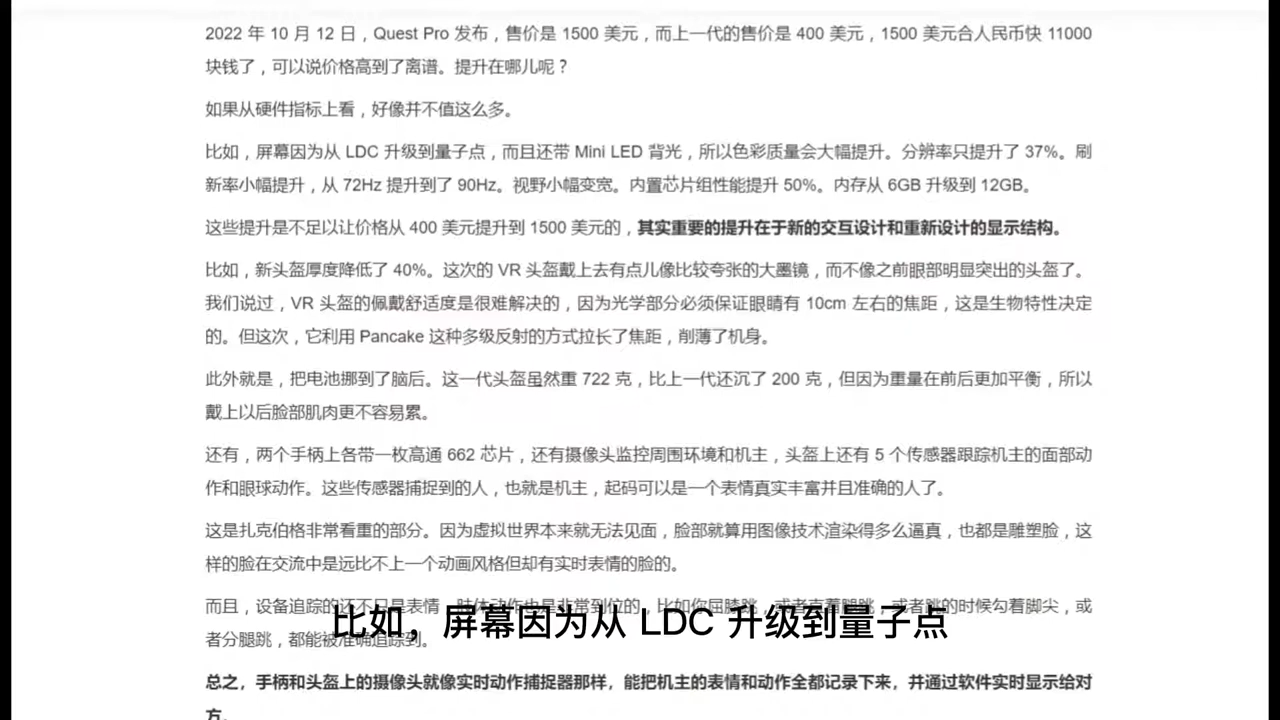 2022 年 10 月 12 日，Quest Pro 发布，售价是 1500 美元，而上一代的售价是 400 美元，1500 美元合人民币快 11000
块钱了，可以说价格高到了离谱。提升在哪儿呢？
如果从硬件指标上看，好像并不值这么多。
比如，屏幕因为从 LDC 升级到量子点，而且还带 Mini LED 背光，所以色彩质量会大幅提升。分辨率只提升了 37%。刷
新率小幅提升，从 72Hz 提升到了 90Hz。视野小幅变宽。内置芯片组性能提升 50%。内存从 6GB 升级到 12GB。
这些提升是不足以让价格从 400 美元提升到 1500 美元的，其实重要的提升在于新的交互设计和重新设计的显示结构。
比如，新头盔厚度降低了 40%。这次的 VR 头盔戴上去有点儿像比较夸张的大墨镜，而不像之前眼部明显突出的头盔了。
我们说过，VR 头盔的佩戴舒适度是很难解决的，因为光学部分必须保证眼睛有 10cm 左右的焦距，这是生物特性决定
的。但这次，它利用 Pancake 这种多级反射的方式拉长了焦距，削薄了机身。
此外就是，把电池挪到了脑后。这一代头盔虽然重 722 克，比上一代还沉了 200 克，但因为重量在前后更加平衡，所以
戴上以后脸部肌肉更不容易累。
还有，两个手柄上各带一枚高通 662 芯片，还有摄像头监控周围环境和机主，头盔上还有 5 个传感器跟踪机主的面部动
作和眼球动作。这些传感器捕捉到的人，也就是机主，起码可以是一个表情真实丰富并且准确的人了。
这是扎克伯格非常看重的部分。因为虚拟世界本来就无法见面，脸部就算用图像技术渲染得多么逼真，也都是雕塑脸，这
样的脸在交流中是远比不上一个动画风格但却有实时表情的脸的。
而且，设备追踪的还不只是表情，肢体动作也是非常到位的，比如你屈膝跳，或者直着腿跳，或者跳的时候勾着脚尖，或
者分腿跳，都能被准确追踪到。
比如，屏幕因为从 LDC 升级到量子点
总之，手柄和头盔上的摄像头就像实时动作捕捉器那样，能把机主的表情和动作全都记录下来，并通过软件实时显示给对
方。